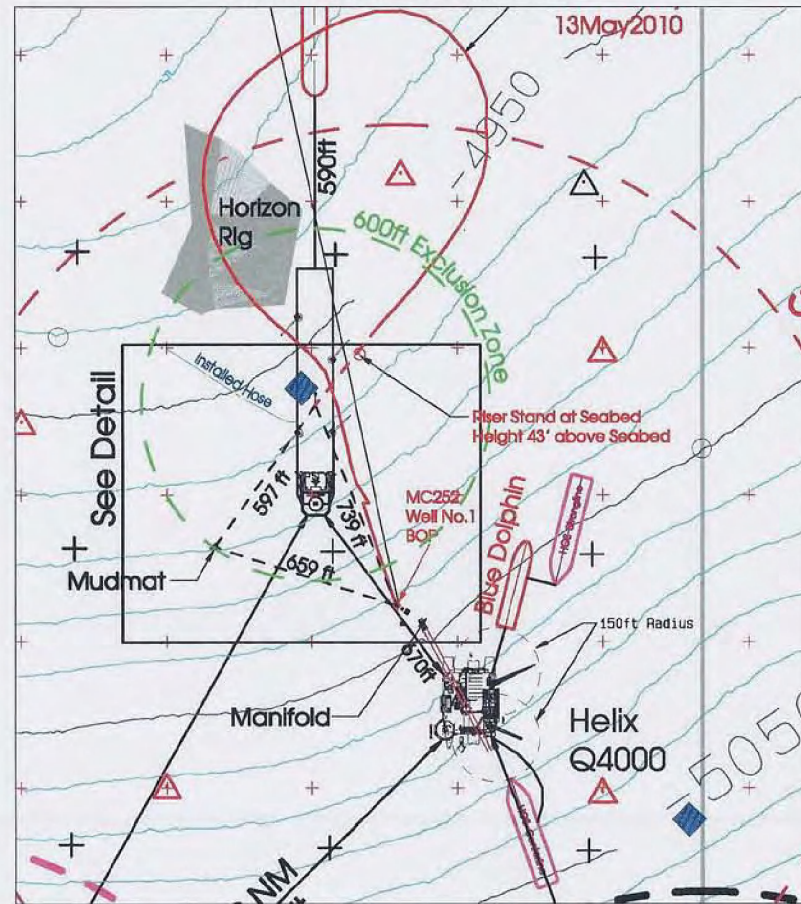 13May2010
-4950
590ft
Horizon
Rig
600ft Exclusion Zone
Installed Hose
See Detail
Riser Stand at Seabed
Height 43' above Seabed
MC252
Well No.1
BOP
597 ft
739 ft
659 ft
Mudmat
Blue Dolphin
150ft Radius
670ft
Manifold
Helix
Q4000
-5050
NM